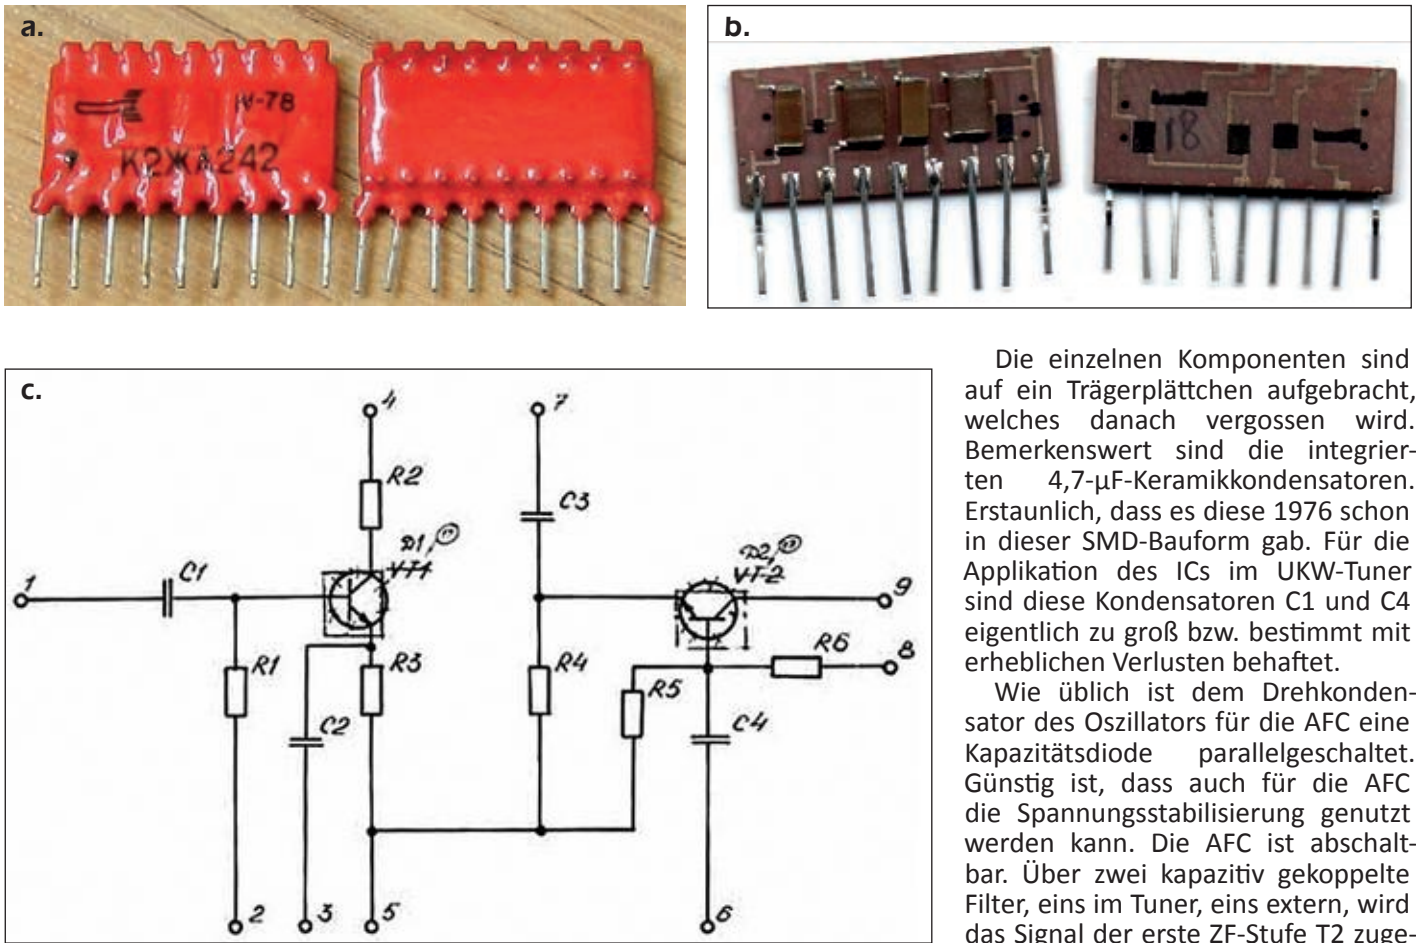 a.
IV-78
К2ЖА242
b.
18
c.
4
7
R2
C3
D1,
VT1
D2,
VT2
1
C1
9
R1
R3
R4
R6
8
R5
C2
C4
2
3
5
6
Die einzelnen Komponenten sind
auf ein Trägerplättchen aufgebracht,
welches danach vergossen wird.
Bemerkenswert sind die integrier-
ten 4,7-µF-Keramikkondensatoren.
Erstaunlich, dass es diese 1976 schon
in dieser SMD-Bauform gab. Für die
Applikation des ICs im UKW-Tuner
sind diese Kondensatoren C1 und C4
eigentlich zu groß bzw. bestimmt mit
erheblichen Verlusten behaftet.
Wie üblich ist dem Drehkonden-
sator des Oszillators für die AFC eine
Kapazitätsdiode parallelgeschaltet.
Günstig ist, dass auch für die AFC
die Spannungsstabilisierung genutzt
werden kann. Die AFC ist abschalt-
bar. Über zwei kapazitiv gekoppelte
Filter, eins im Tuner, eins extern, wird
das Signal der erste ZF-Stufe T2 zuge-